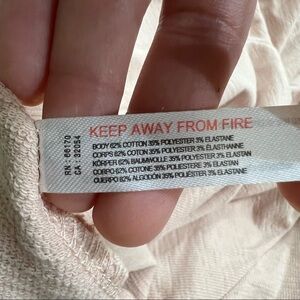 KEEP AWAY FROM FIRE
BODY 62% COTTON 35% POLYESTER 3% ELASTANE
CORPS 62% COTON 35% POLYESTER 3% ÉLASTHANNE
KÖRPER 62% BAUMWOLLE 35% POLYESTER 3% ELASTAN
CORPO 62% COTONE 35% POLIESTERE 3% ELASTANO
CUERPO 62% ALGODÓN 35% POLIÉSTER 3% ELASTANE
RN : 66170
CA : 32054